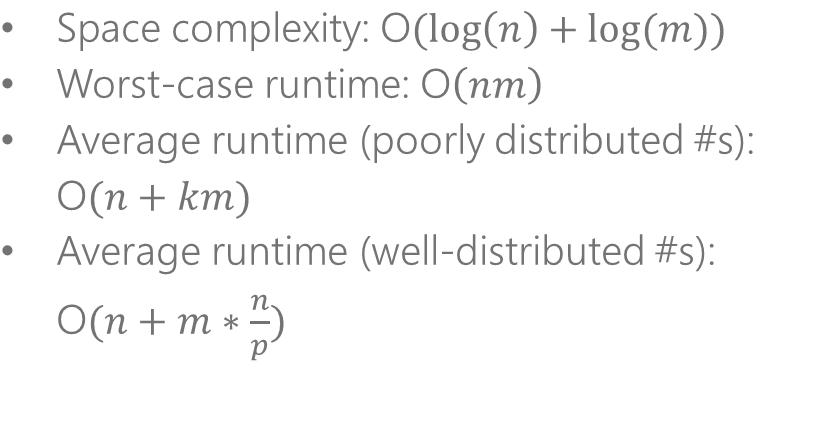 • Space complexity: O(log(n) + log(m))
• Worst-case runtime: O(nm)
• Average runtime (poorly distributed #s):
O(n + km)
• Average runtime (well-distributed #s):
O(n + m * n/p)